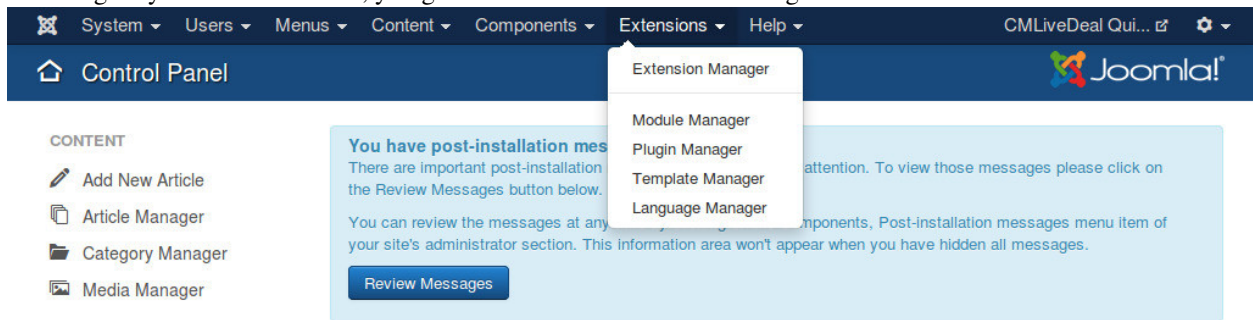 System Users Menus Content Components Extensions Help CMLiveDeal Qui...
Control Panel Joomla!
Extension Manager
Module Manager
Plugin Manager
Template Manager
Language Manager
CONTENT
Add New Article
Article Manager
Category Manager
Media Manager
You have post-installation mes
There are important post-installation attention. To view those messages please click on
the Review Messages button below.
You can review the messages at any mponents, Post-installation messages menu item of
your site's administrator section. This information area won't appear when you have hidden all messages.
Review Messages